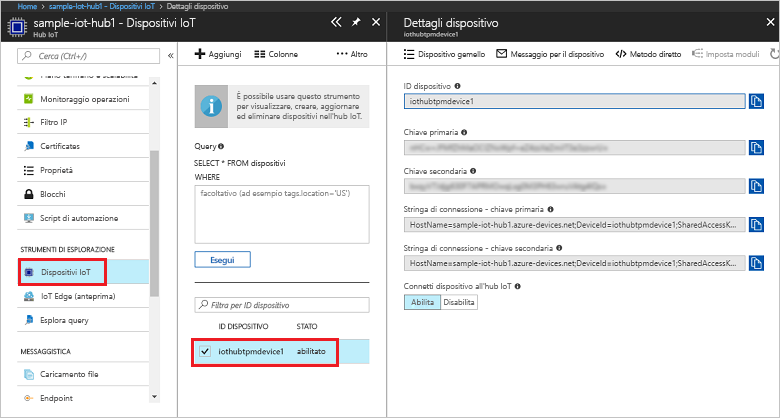 Home > sample-iot-hub1 - Dispositivi IoT > Dettagli dispositivo
sample-iot-hub1 - Dispositivi IoT
Hub IoT
Cerca (Ctrl+/)
Piano tariffario e scalabilità
Monitoraggio operazioni
Filtro IP
Certificates
Proprietà
Blocchi
Script di automazione
STRUMENTI DI ESPLORAZIONE
Dispositivi IoT
IoT Edge (anteprima)
Esplora query
MESSAGGISTICA
Caricamento file
Endpoint
Aggiungi Colonne ... Altro
È possibile usare questo strumento
per visualizzare, creare, aggiornare
ed eliminare dispositivi nell'hub IoT.
Query
SELECT * FROM dispositivi
WHERE
facoltativo (ad esempio tags.location='US')
Esegui
Filtra per ID dispositivo
ID DISPOSITIVO STATO
iothubtpmdevice1 abilitato
Dettagli dispositivo
iothubtpmdevice1
Dispositivo gemello Messaggio per il dispositivo </> Metodo diretto Imposta moduli
ID dispositivo
iothubtpmdevice1
Chiave primaria
Chiave secondaria
Stringa di connessione - chiave primaria
HostName=sample-iot-hub1.azure-devices.net;DeviceId=iothubtpmdevice1;SharedAccessK...
Stringa di connessione - chiave secondaria
HostName=sample-iot-hub1.azure-devices.net;DeviceId=iothubtpmdevice1;SharedAccessK...
Connetti dispositivo all'hub IoT
Abilita Disabilita